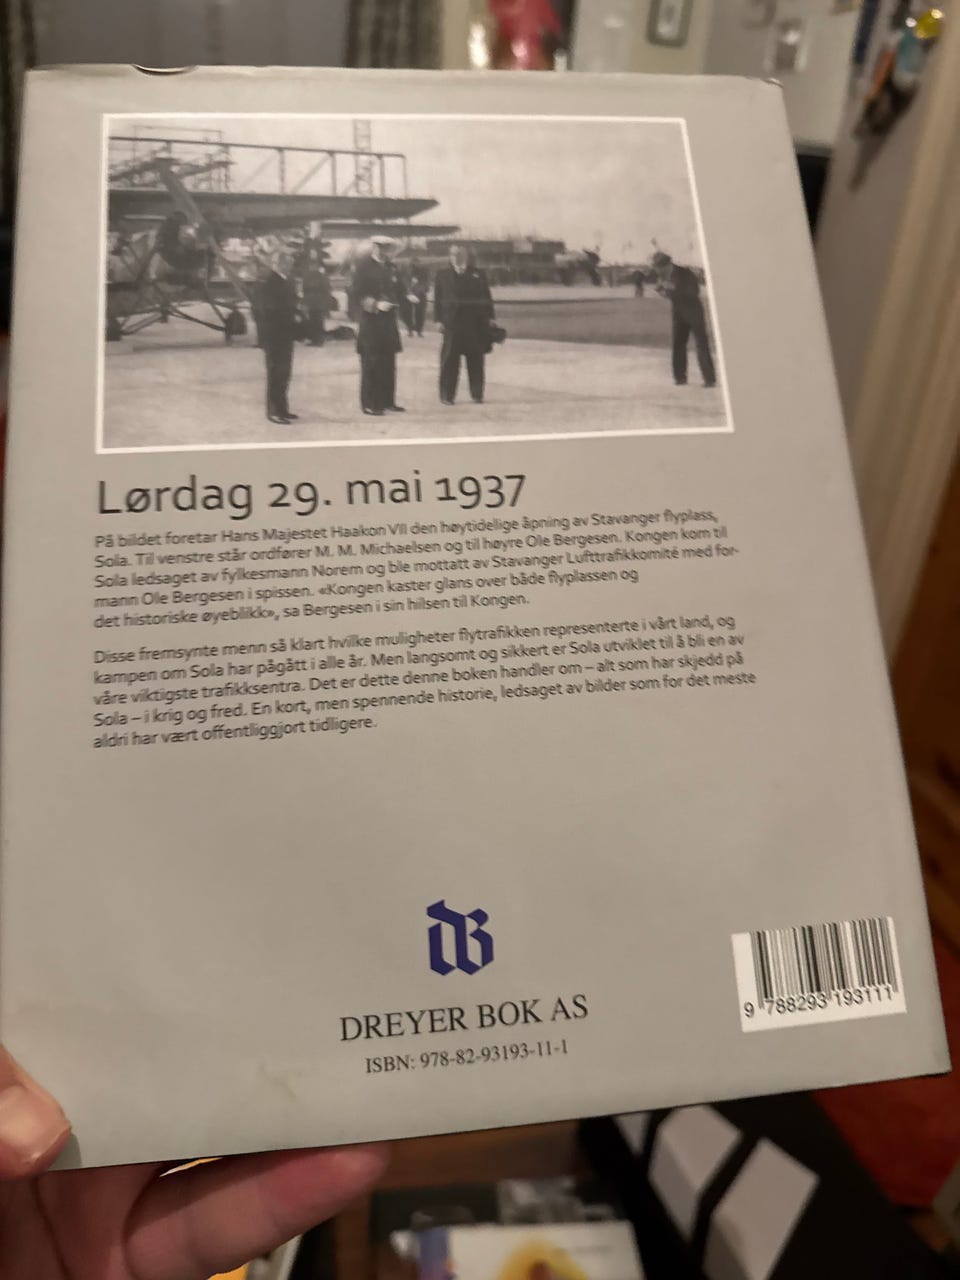 Lørdag 29. mai 1937
På bildet foretar Hans Majestet Haakon VII den høytidelige åpning av Stavanger flyplass,
Sola. Til venstre står ordfører M. M. Michaelsen og til høyre Ole Bergesen. Kongen kom til
Sola ledsaget av fylkesmann Norem og ble mottatt av Stavanger Lufttrafikkomité med for-
mann Ole Bergesen i spissen. «Kongen kaster glans over både flyplassen og
det historiske øyeblikk», sa Bergesen i sin hilsen til Kongen.
Disse fremsynte menn så klart hvilke muligheter flytrafikken representerte i vårt land, og
kampen om Sola har pågått i alle år. Men langsomt og sikkert er Sola utviklet til å bli en av
våre viktigste trafikksentra. Det er dette denne boken handler om – alt som har skjedd på
Sola – i krig og fred. En kort, men spennende historie, ledsaget av bilder som for det meste
aldri har vært offentliggjort tidligere.
DB
DREYER BOK AS
ISBN: 978-82-93193-11-1
9 788293 193111